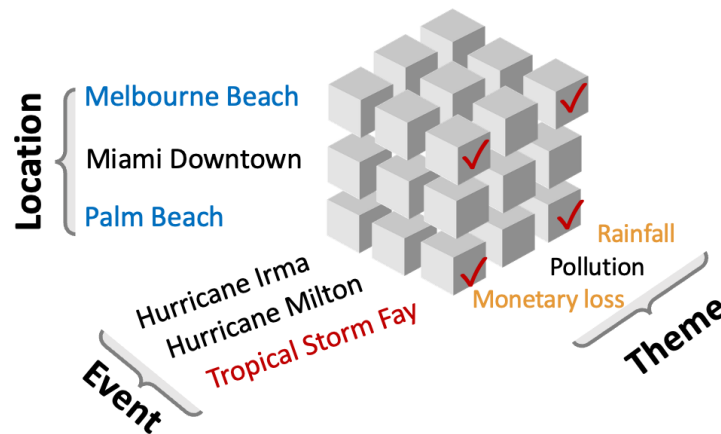 Location
Melbourne Beach
Miami Downtown
Palm Beach
Event
Hurricane Irma
Hurricane Milton
Tropical Storm Fay
Rainfall
Pollution
Monetary loss
Theme